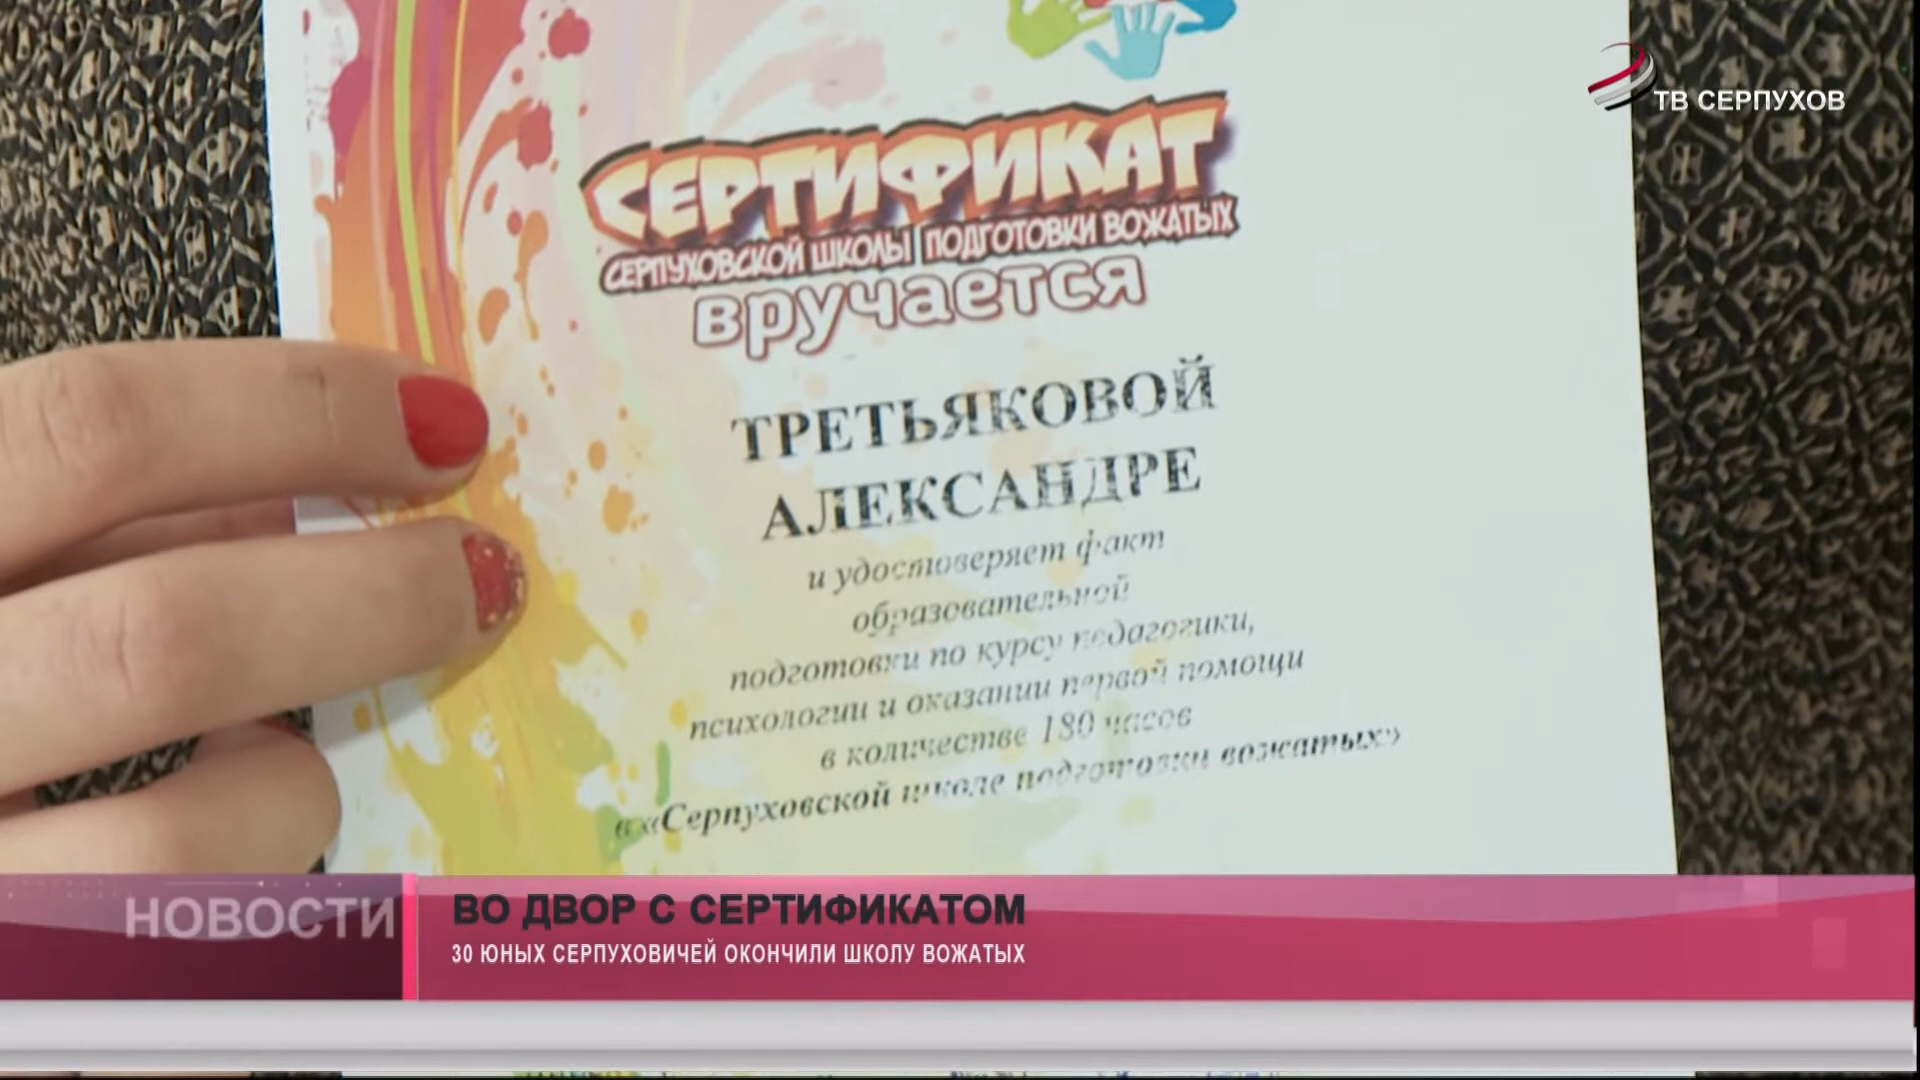 ТВ СЕРПУХОВ
СЕРТИФИКАТ
СЕРПУХОВСКОЙ ШКОЛЫ ПОДГОТОВКИ ВОЖАТЫХ
вручается
ТРЕТЬЯКОВОЙ
АЛЕКСАНДРЕ
и удостоверяет факт
образовательной
подготовки по курсу педагогики,
психологии и оказании первой помощи
в количестве 180 часов
в «Серпуховской школе подготовки вожатых»
НОВОСТИ
ВО ДВОР С СЕРТИФИКАТОМ
30 ЮНЫХ СЕРПУХОВИЧЕЙ ОКОНЧИЛИ ШКОЛУ ВОЖАТЫХ